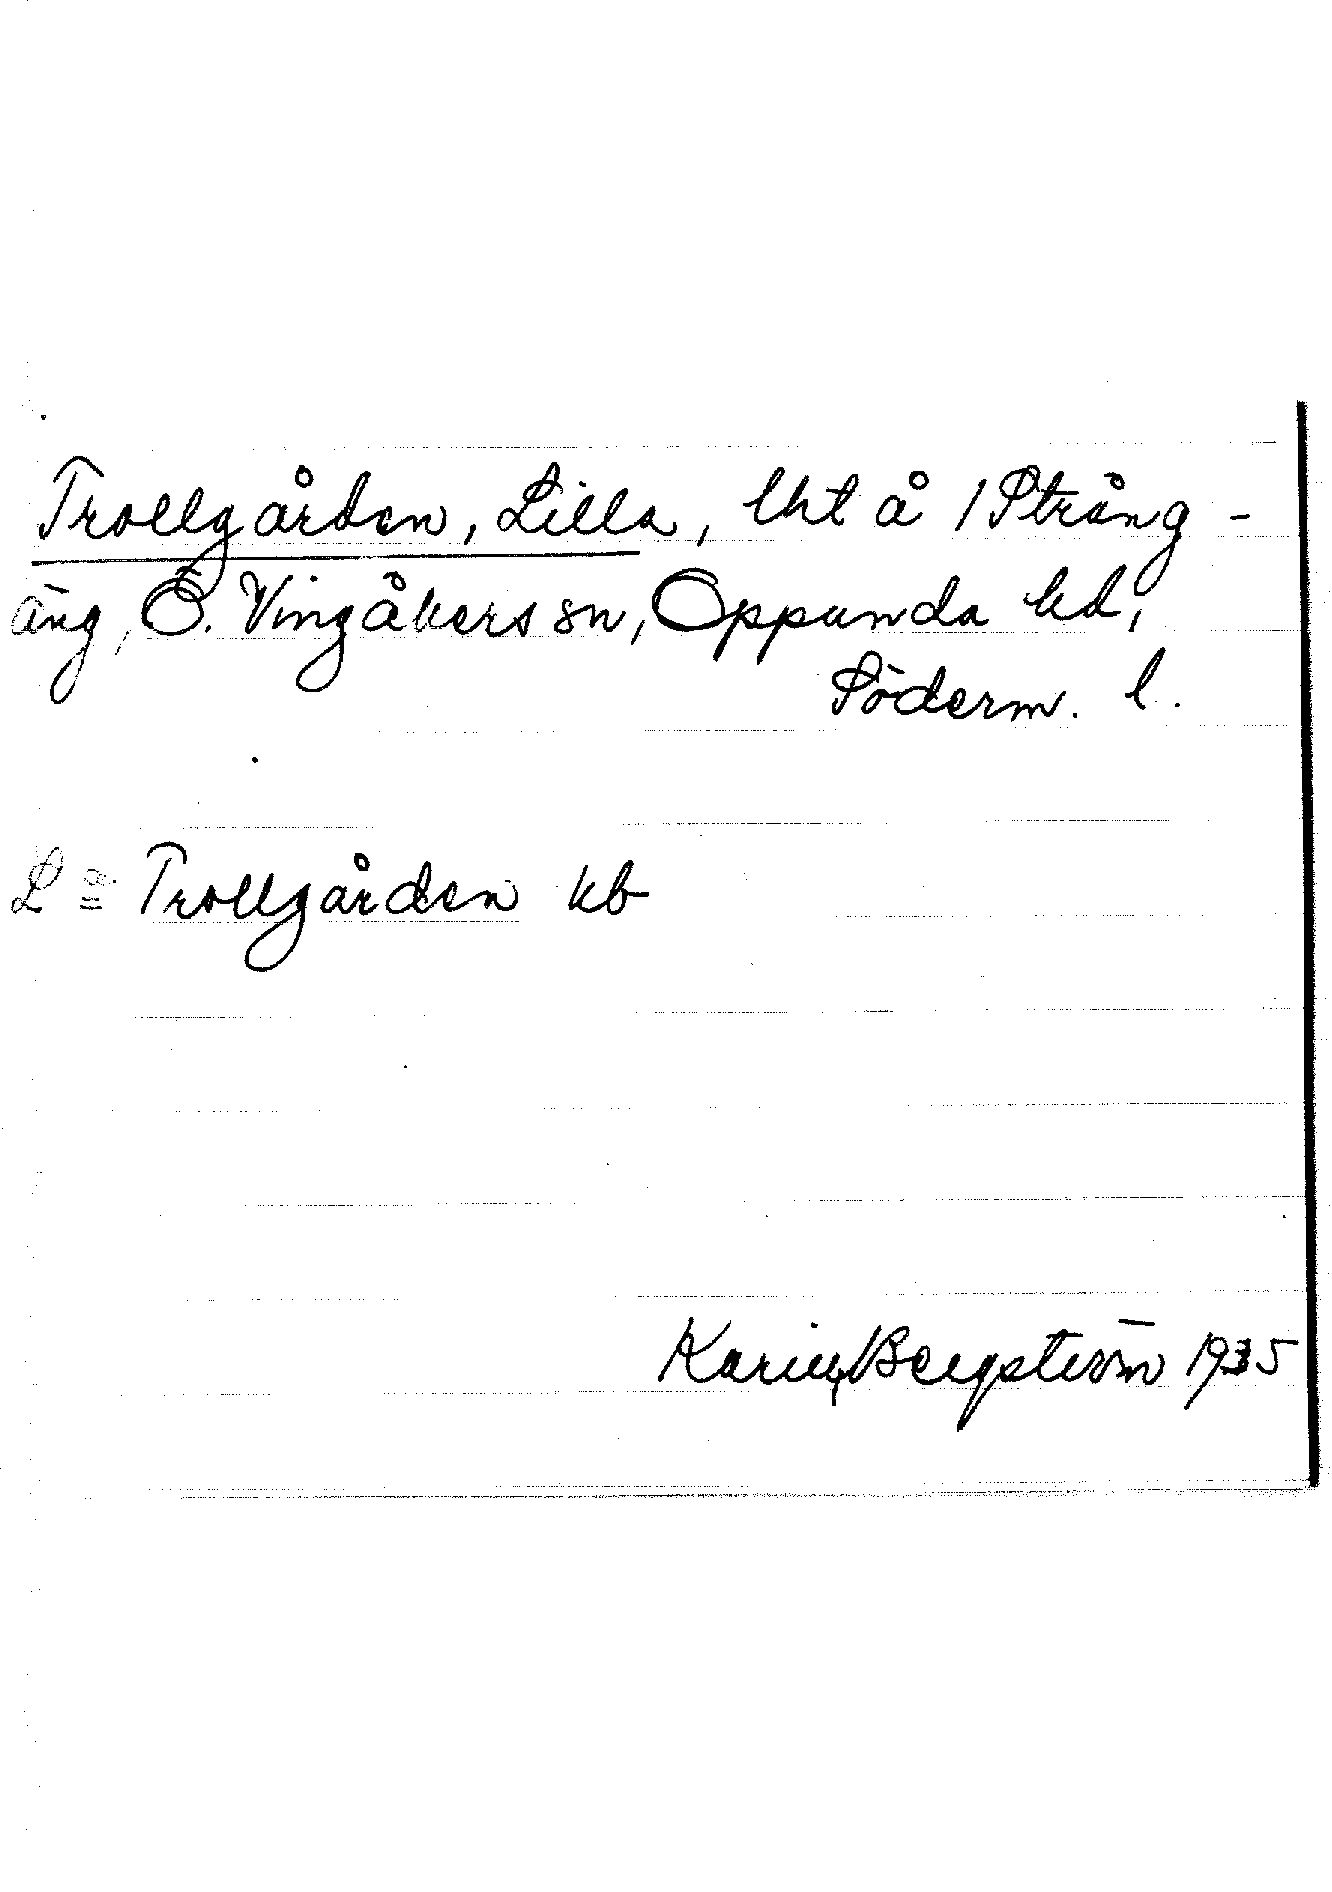 Trollgården, Lilla, lht å 1 Sträng-
äng, Ö. Vingåkers sn, Oppunda hd,
Söderm. l.
L:a Trollgården kb
Karin Bergström 1935